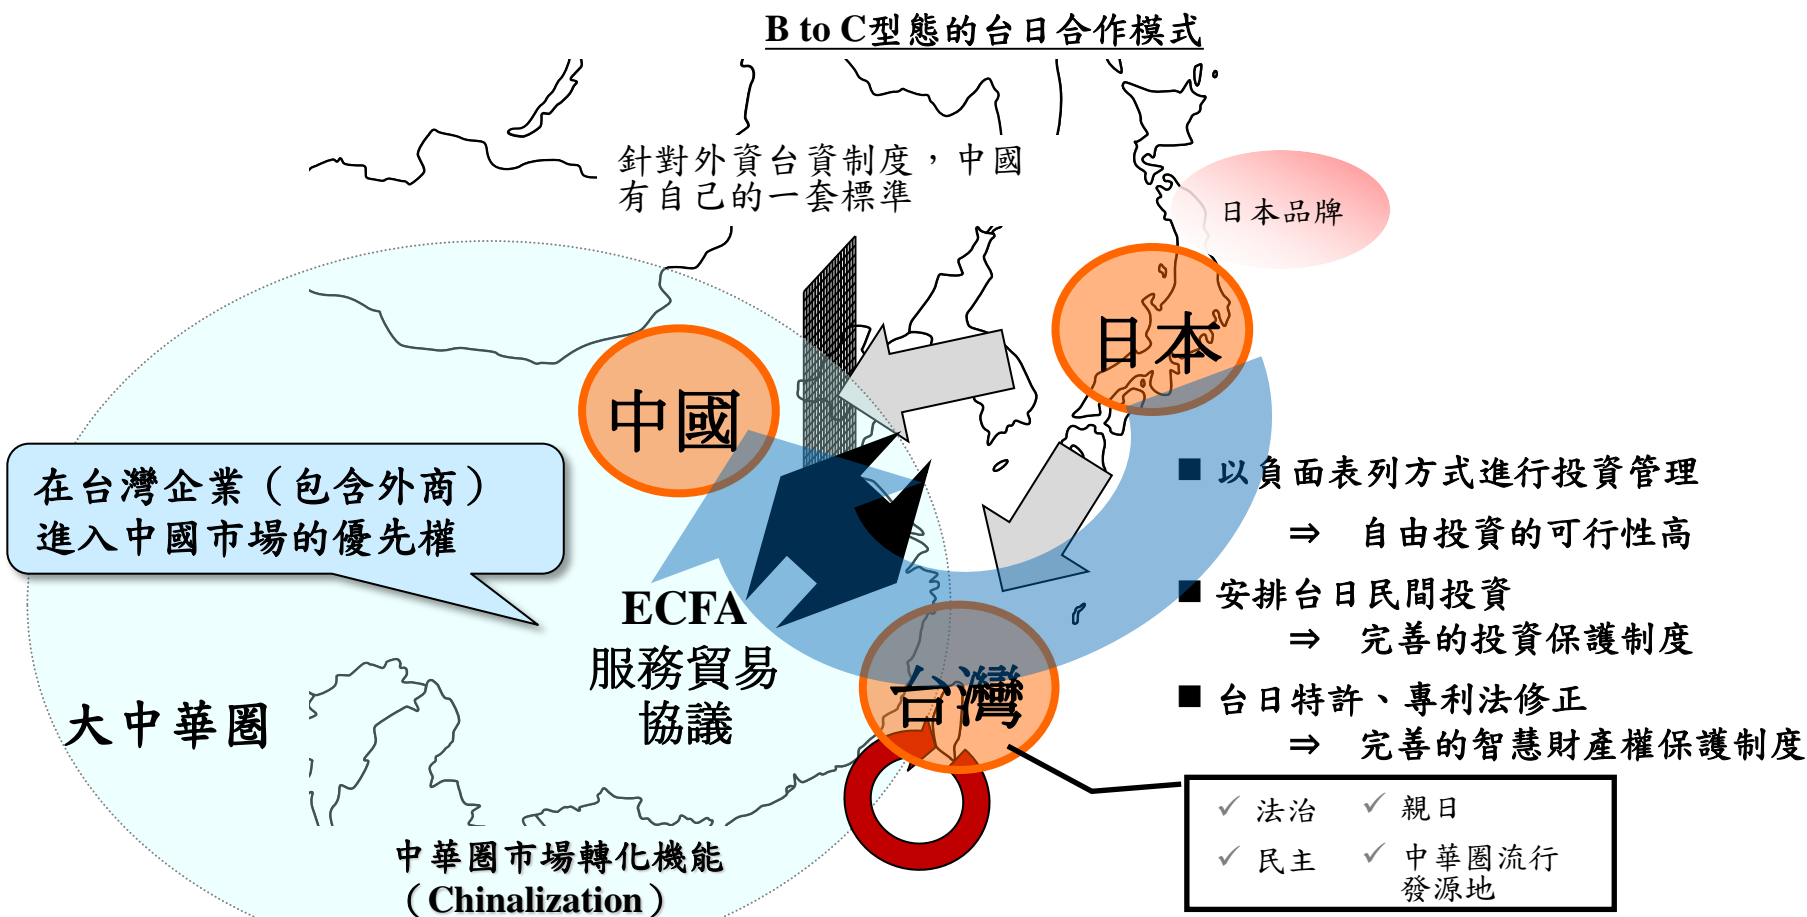 B to C型態的台日合作模式
針對外資台資制度，中國
有自己的一套標準
日本品牌
日本
中國
在台灣企業（包含外商）
進入中國市場的優先權
■ 以負面表列方式進行投資管理
⇒ 自由投資的可行性高
■ 安排台日民間投資
⇒ 完善的投資保護制度
■ 台日特許、專利法修正
⇒ 完善的智慧財產權保護制度
ECFA
服務貿易
協議
台灣
大中華圈
✓ 法治 ✓ 親日
✓ 民主 ✓ 中華圈流行
發源地
中華圈市場轉化機能
（Chinalization）